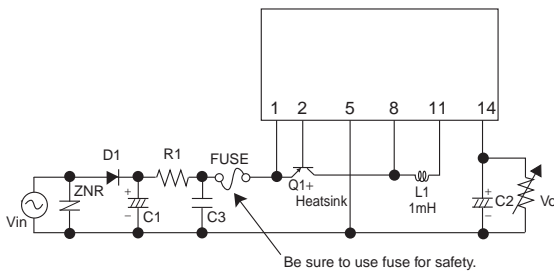 1 2 5 8 11 14
D1 R1 FUSE
ZNR
Q1+
Heatsink
L1
1mH
+
+
Vin
C1 C3
C2
Vo
−
−
Be sure to use fuse for safety.